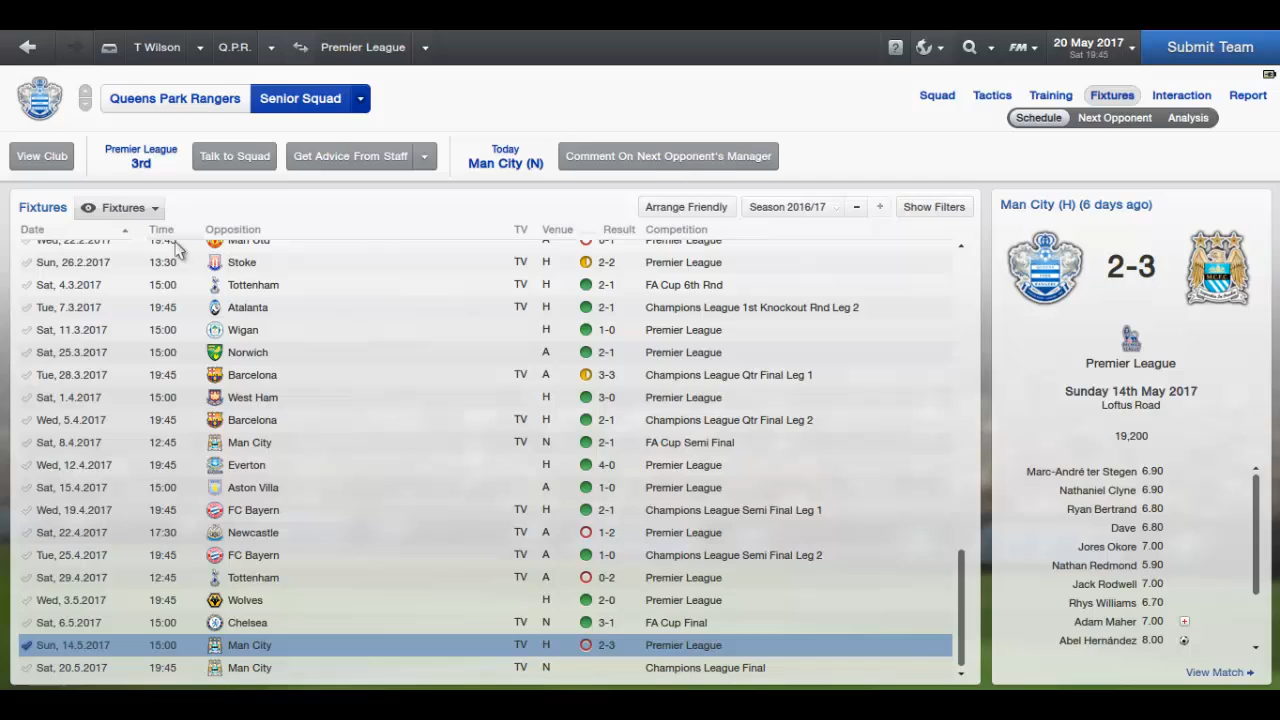 T Wilson Q.P.R. Premier League ? FM 20 May 2017 Submit Team
Sat 19:45
Queens Park Rangers Senior Squad Squad Tactics Training Fixtures Interaction Report
Schedule Next Opponent Analysis
View Club Premier League Talk to Squad Get Advice From Staff Today Comment On Next Opponent's Manager
3rd Man City (N)
Fixtures Fixtures Arrange Friendly Season 2016/17 - + Show Filters
Date Time Opposition TV Venue Result Competition
Wed, 22.2.2017 19:45 Man Utd A 0-1 Premier League
Sun, 26.2.2017 13:30 Stoke TV H 2-2 Premier League
Sat, 4.3.2017 15:00 Tottenham TV H 2-1 FA Cup 6th Rnd
Tue, 7.3.2017 19:45 Atalanta TV H 2-1 Champions League 1st Knockout Rnd Leg 2
Sat, 11.3.2017 15:00 Wigan H 1-0 Premier League
Sat, 25.3.2017 15:00 Norwich A 2-1 Premier League
Tue, 28.3.2017 19:45 Barcelona TV A 3-3 Champions League Qtr Final Leg 1
Sat, 1.4.2017 15:00 West Ham H 3-0 Premier League
Wed, 5.4.2017 19:45 Barcelona TV H 2-1 Champions League Qtr Final Leg 2
Sat, 8.4.2017 12:45 Man City TV N 2-1 FA Cup Semi Final
Wed, 12.4.2017 19:45 Everton H 4-0 Premier League
Sat, 15.4.2017 15:00 Aston Villa A 1-0 Premier League
Wed, 19.4.2017 19:45 FC Bayern TV H 2-1 Champions League Semi Final Leg 1
Sat, 22.4.2017 17:30 Newcastle TV A 1-2 Premier League
Tue, 25.4.2017 19:45 FC Bayern TV A 1-0 Champions League Semi Final Leg 2
Sat, 29.4.2017 12:45 Tottenham TV A 0-2 Premier League
Wed, 3.5.2017 19:45 Wolves H 2-0 Premier League
Sat, 6.5.2017 15:00 Chelsea TV N 3-1 FA Cup Final
Sun, 14.5.2017 15:00 Man City TV H 2-3 Premier League
Sat, 20.5.2017 19:45 Man City TV N Champions League Final
Man City (H) (6 days ago)
2-3
Premier League
Sunday 14th May 2017
Loftus Road
19,200
Marc-André ter Stegen 6.90
Nathaniel Clyne 6.90
Ryan Bertrand 6.80
Dave 6.80
Jores Okore 7.00
Nathan Redmond 5.90
Jack Rodwell 7.00
Rhys Williams 6.70
Adam Maher 7.00
Abel Hernández 8.00
View Match